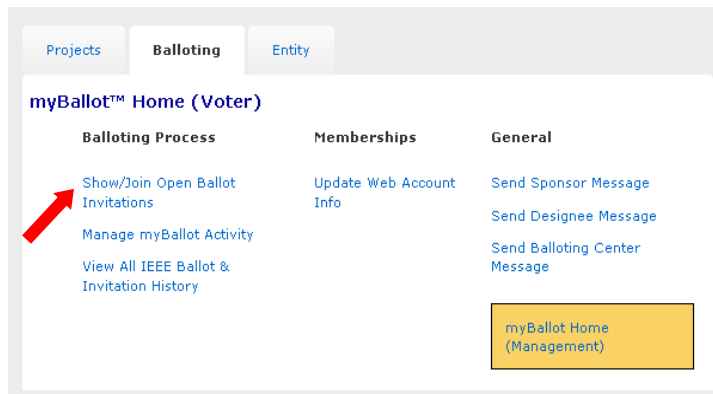 Projects
Balloting
Entity
myBallot™ Home (Voter)
Balloting Process
Show/Join Open Ballot
Invitations
Manage myBallot Activity
View All IEEE Ballot &
Invitation History
Memberships
Update Web Account
Info
General
Send Sponsor Message
Send Designee Message
Send Balloting Center
Message
myBallot Home
(Management)